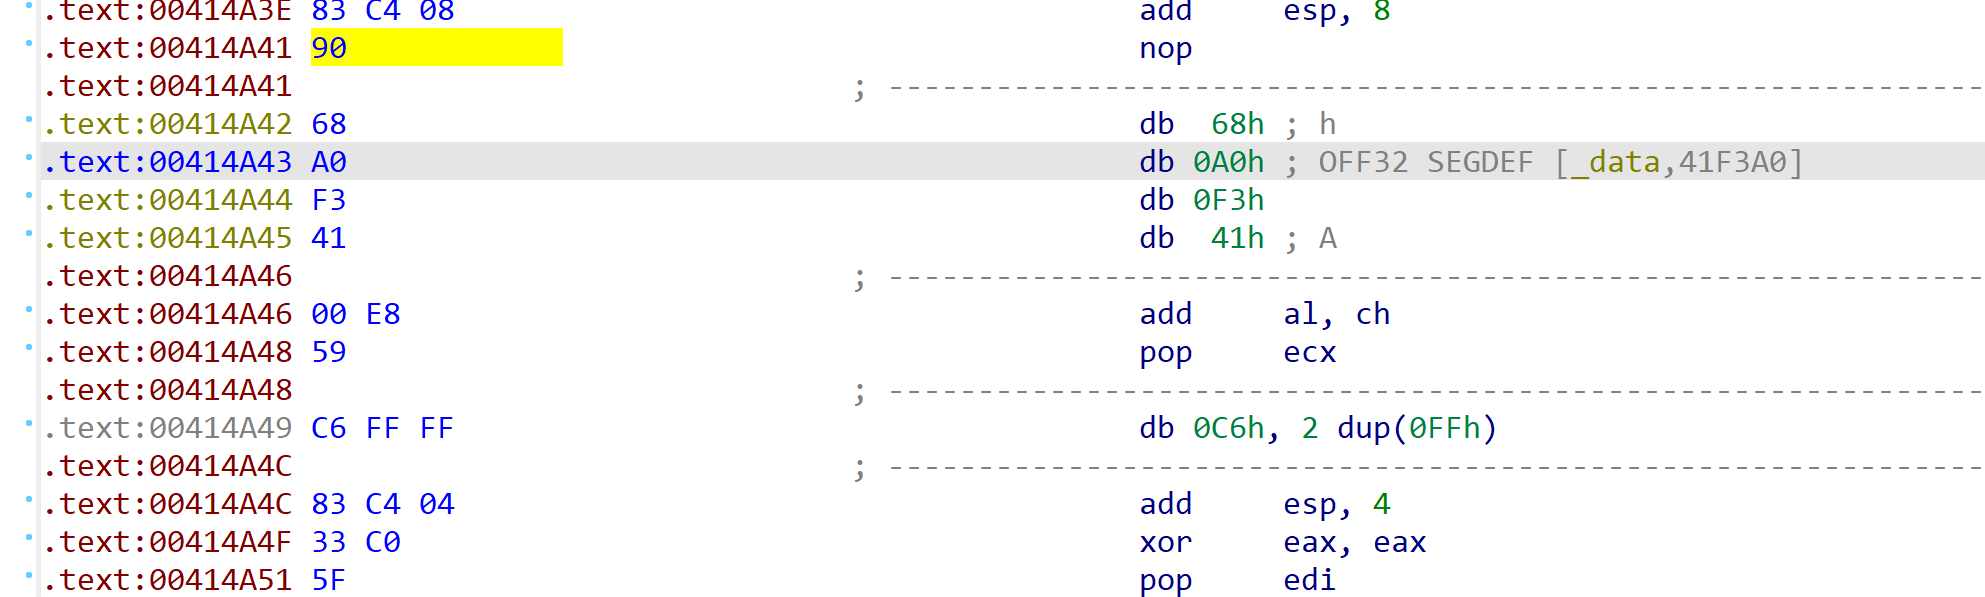 .text:00414A3E 83 C4 08 add esp, 8
.text:00414A41 90 nop
.text:00414A41 ; ---------------------------------------------------------------
.text:00414A42 68 db 68h ; h
.text:00414A43 A0 db 0A0h ; OFF32 SEGDEF [_data,41F3A0]
.text:00414A44 F3 db 0F3h
.text:00414A45 41 db 41h ; A
.text:00414A46 ; ---------------------------------------------------------------
.text:00414A46 00 E8 add al, ch
.text:00414A48 59 pop ecx
.text:00414A48 ; ---------------------------------------------------------------
.text:00414A49 C6 FF FF db 0C6h, 2 dup(0FFh)
.text:00414A4C ; ---------------------------------------------------------------
.text:00414A4C 83 C4 04 add esp, 4
.text:00414A4F 33 C0 xor eax, eax
.text:00414A51 5F pop edi